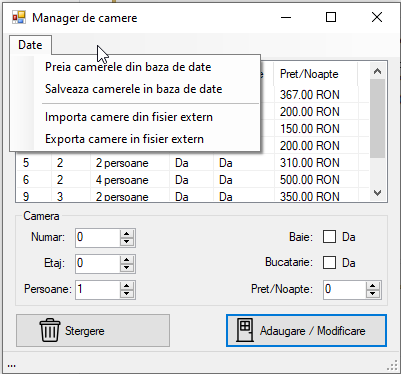 Manager de camere
Date
Preia camerele din baza de date
Salveaza camerele in baza de date
Importa camere din fisier extern
Exporta camere in fisier extern
Pret/Noapte
367.00 RON
200.00 RON
150.00 RON
200.00 RON
5 2 2 persoane Da Da 310.00 RON
6 2 4 persoane Da Da 500.00 RON
9 3 2 persoane Da Da 350.00 RON
Camera
Numar: 0 Baie: Da
Etaj: 0 Bucatarie: Da
Persoane: 1 Pret/Noapte: 0
Stergere Adaugare / Modificare
...